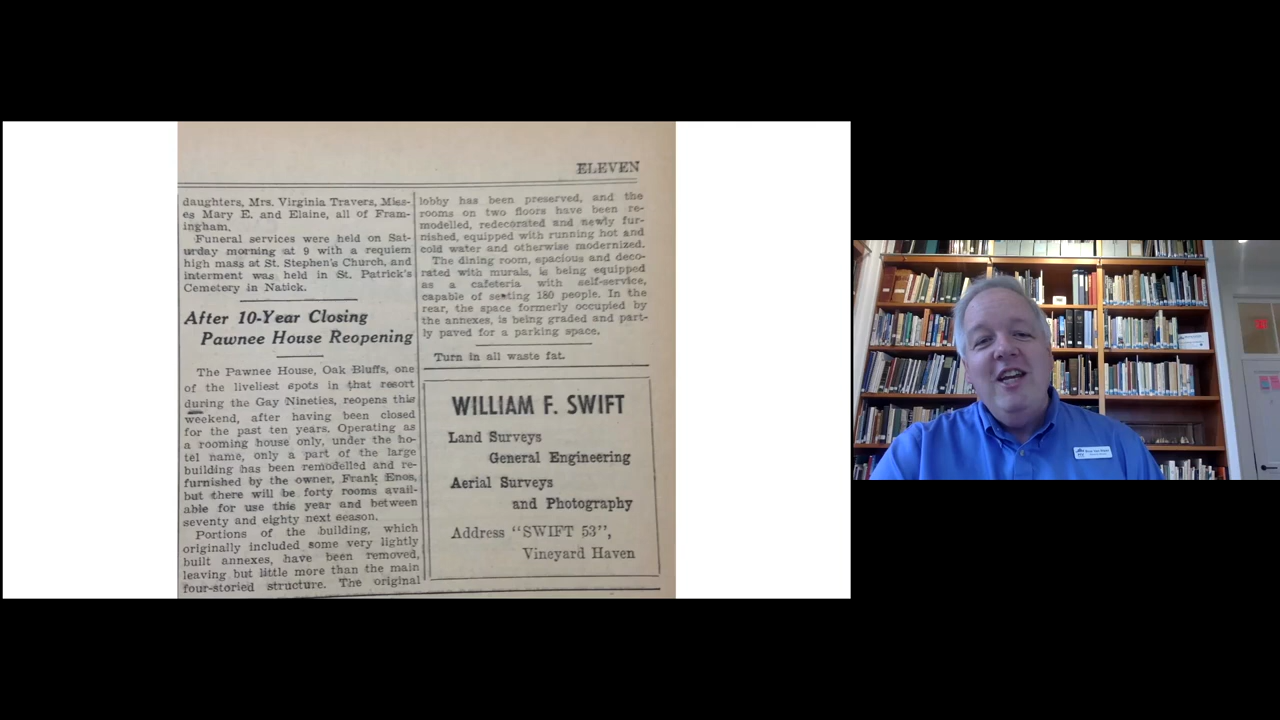 ELEVEN
daughters, Mrs. Virginia Travers, Miss-
es Mary E. and Elaine, all of Fram-
ingham.
Funeral services were held on Sat-
urday morning at 9 with a requiem
high mass at St. Stephen's Church, and
interment was held in St. Patrick's
Cemetery in Natick.
After 10-Year Closing
Pawnee House Reopening
The Pawnee House, Oak Bluffs, one
of the liveliest spots in that resort
during the Gay Nineties, reopens this
weekend, after having been closed
for the past ten years. Operating as
a rooming house only, under the ho-
tel name, only a part of the large
building has been remodelled and re-
furnished by the owner, Frank Enos,
but there will be forty rooms avail-
able for use this year and between
seventy and eighty next season.
Portions of the building, which
originally included some very lightly
built annexes, have been removed,
leaving but little more than the main
four-storied structure. The original
lobby has been preserved, and the
rooms on two floors have been re-
modelled, redecorated and newly fur-
nished, equipped with running hot and
cold water and otherwise modernized.
The dining room, spacious and deco-
rated with murals, is being equipped
as a cafeteria with self-service,
capable of seating 180 people. In the
rear, the space formerly occupied by
the annexes, is being graded and part-
ly paved for a parking space.
Turn in all waste fat.
WILLIAM F. SWIFT
Land Surveys
General Engineering
Aerial Surveys
and Photography
Address "SWIFT 53",
Vineyard Haven